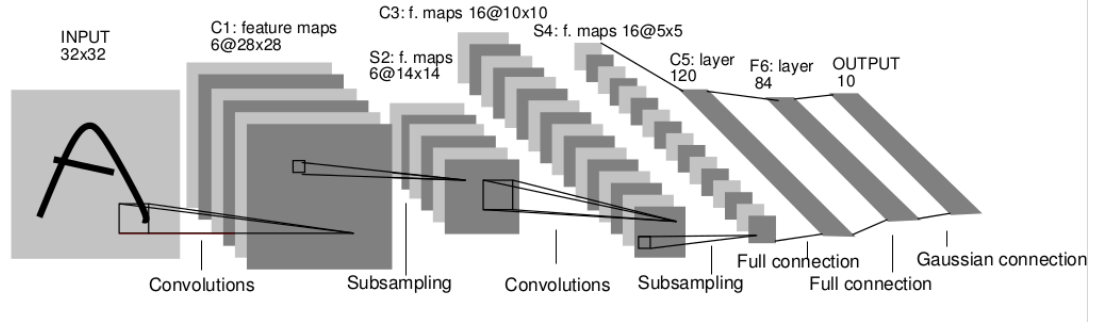 INPUT
32x32
C1: feature maps
6@28x28
S2: f. maps
6@14x14
C3: f. maps 16@10x10
S4: f. maps 16@5x5
C5: layer
120
F6: layer
84
OUTPUT
10
Convolutions
Subsampling
Convolutions
Subsampling
Full connection
Full connection
Gaussian connection